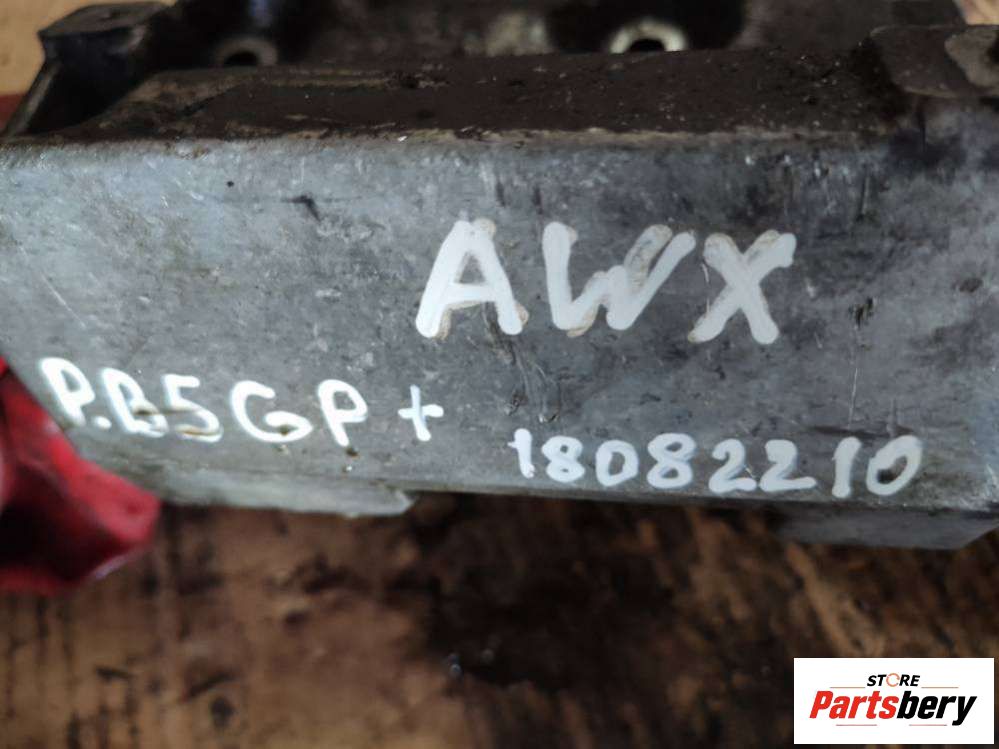 AWX
P.B5GP+
18082210
STORE
Partsbery